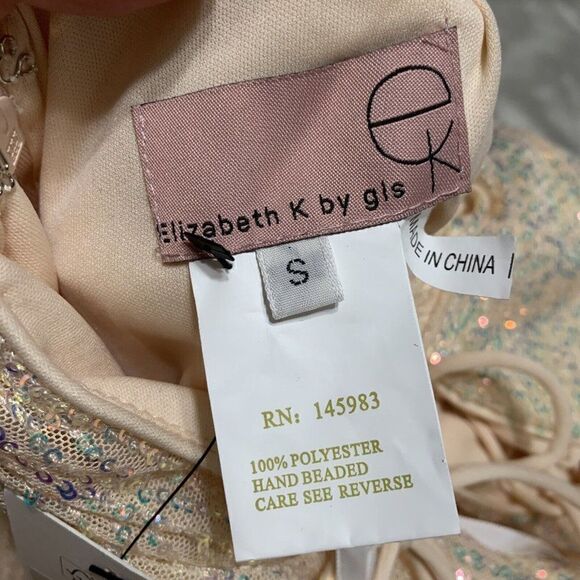 ek
Elizabeth K by gls
S
MADE IN CHINA
RN: 145983
100% POLYESTER
HAND BEADED
CARE SEE REVERSE